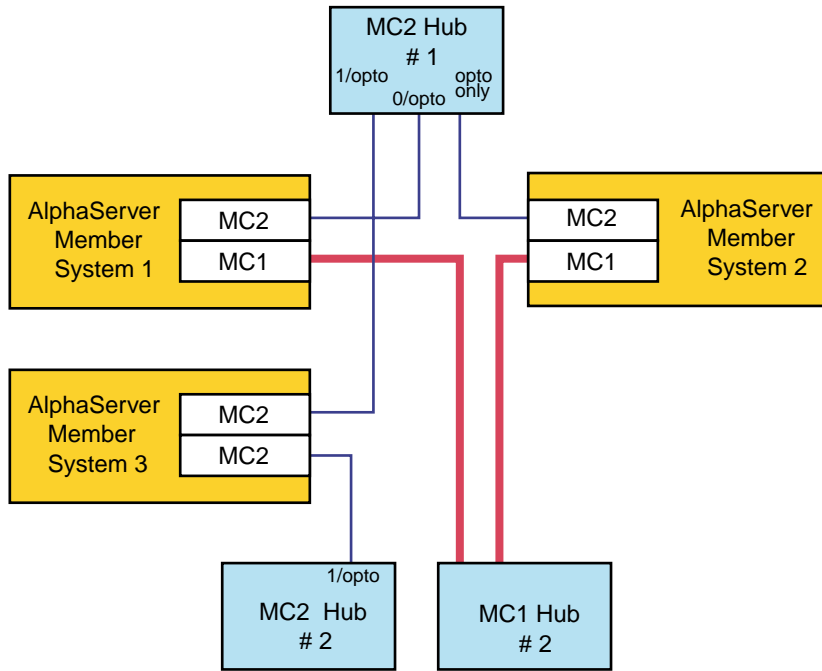 MC2 Hub
# 1
1/opto
0/opto
opto
only
AlphaServer
Member
System 1
MC2
MC1
MC2
MC1
AlphaServer
Member
System 2
AlphaServer
Member
System 3
MC2
MC2
1/opto
MC2 Hub
# 2
MC1 Hub
# 2